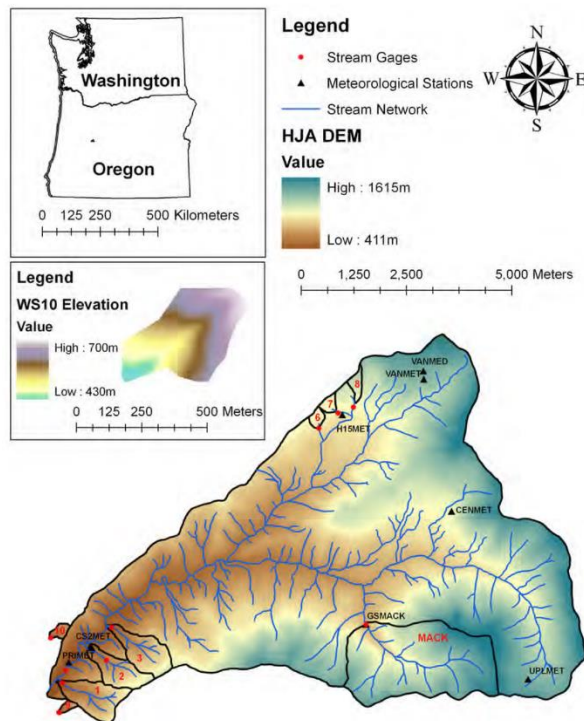 Washington
Oregon
0 125 250 500 Kilometers
Legend
Stream Gages
Meteorological Stations
Stream Network
HJA DEM
Value
High : 1615m
Low : 411m
N
W E
S
0 1,250 2,500 5,000 Meters
Legend
WS10 Elevation
Value
High : 700m
Low : 430m
0 125 250 500 Meters
VANMED
VANMET
8
7
6
H15MET
CENMET
GSMACK
MACK
UPLMET
10
CS2MET
PRIMET
3
2
1